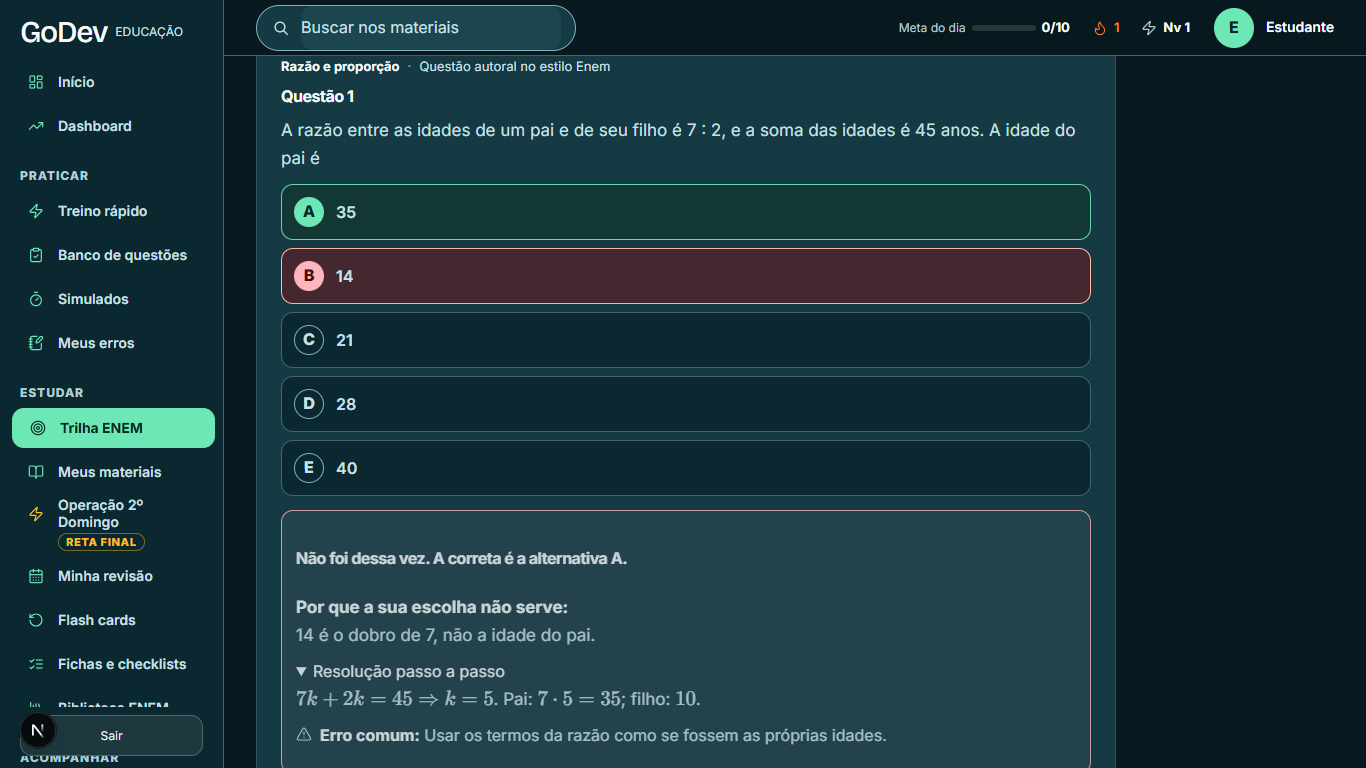 GoDev EDUCAÇÃO
Buscar nos materiais
Meta do dia 0/10 1 Nv 1 E Estudante
Início
Dashboard
PRATICAR
Treino rápido
Banco de questões
Simulados
Meus erros
ESTUDAR
Trilha ENEM
Meus materiais
Operação 2º
Domingo
RETA FINAL
Minha revisão
Flash cards
Fichas e checklists
Biblioteca ENEM
N
Sair
ACOMPANHAR
Razão e proporção · Questão autoral no estilo Enem
Questão 1
A razão entre as idades de um pai e de seu filho é 7 : 2, e a soma das idades é 45 anos. A idade do
pai é
A 35
B 14
C 21
D 28
E 40
Não foi dessa vez. A correta é a alternativa A.
Por que a sua escolha não serve:
14 é o dobro de 7, não a idade do pai.
▼ Resolução passo a passo
7k + 2k = 45 ⇒ k = 5. Pai: 7 · 5 = 35; filho: 10.
⚠ Erro comum: Usar os termos da razão como se fossem as próprias idades.